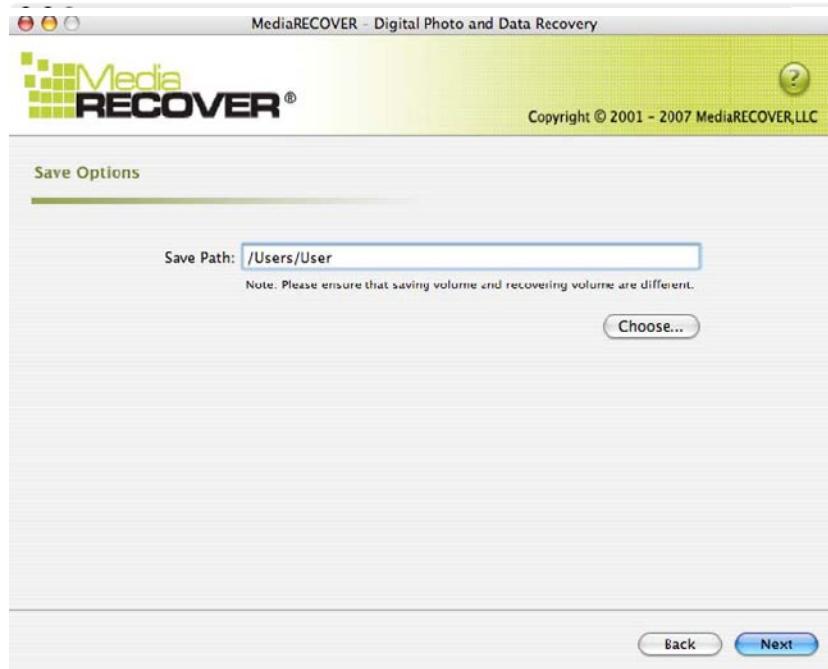 MediaRECOVER - Digital Photo and Data Recovery
Media
RECOVER®
?
Copyright © 2001 - 2007 MediaRECOVER,LLC
Save Options
Save Path: /Users/User
Note. Please ensure that saving volume and recovering volume are different.
Choose...
Back Next